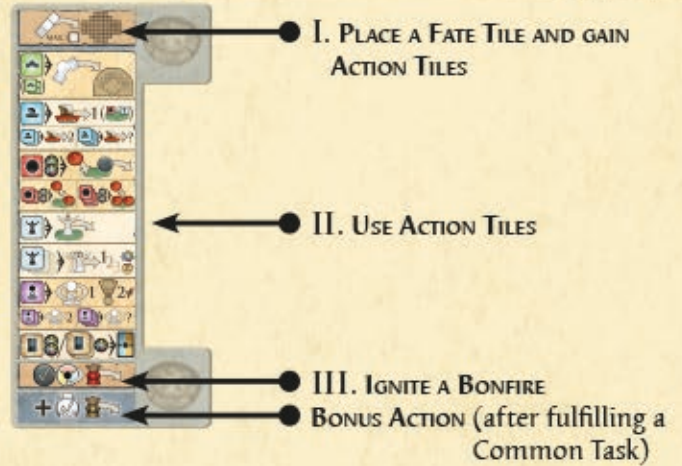 I. Place a Fate Tile and gain
Action Tiles
II. Use Action Tiles
III. Ignite a Bonfire
Bonus Action (after fulfilling a
Common Task)